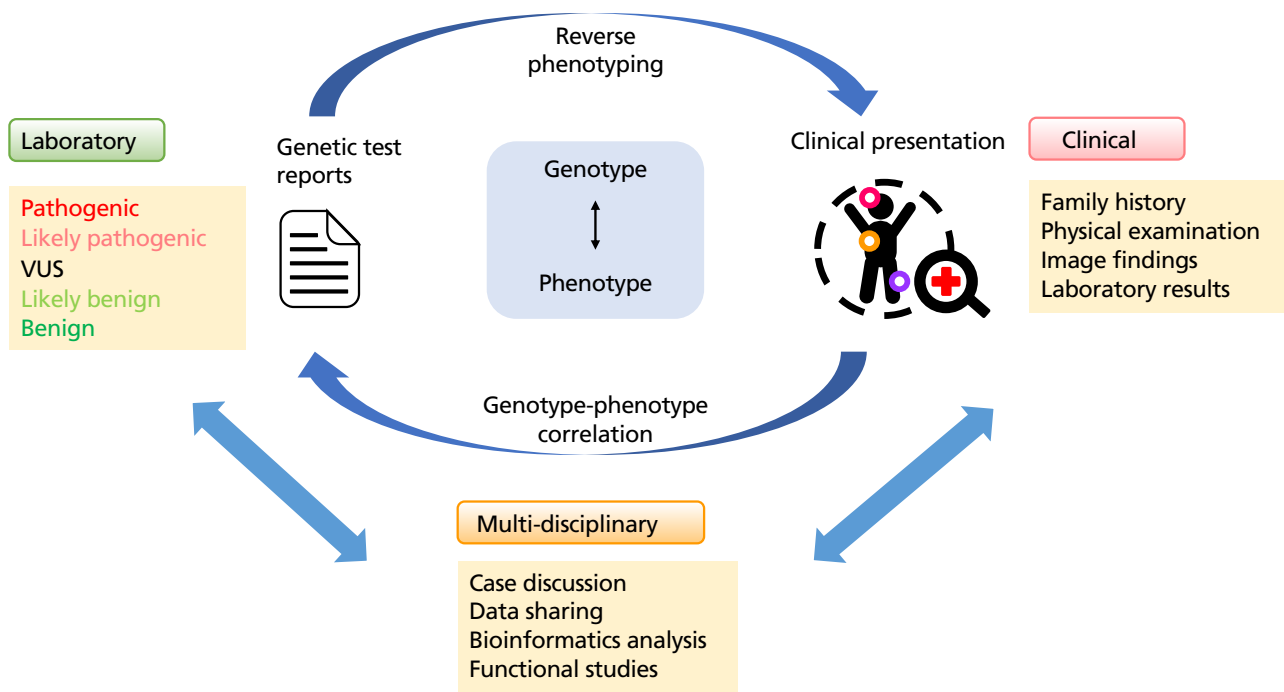 Reverse
phenotyping
Laboratory
Genetic test
reports
Clinical presentation
Clinical
Genotype
Phenotype
Pathogenic
Likely pathogenic
VUS
Likely benign
Benign
Family history
Physical examination
Image findings
Laboratory results
Genotype-phenotype
correlation
Multi-disciplinary
Case discussion
Data sharing
Bioinformatics analysis
Functional studies